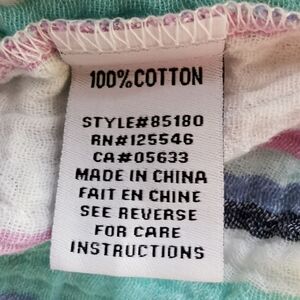 100% COTTON
STYLE#85180
RN#125546
CA#05633
MADE IN CHINA
FAIT EN CHINE
SEE REVERSE
FOR CARE
INSTRUCTIONS